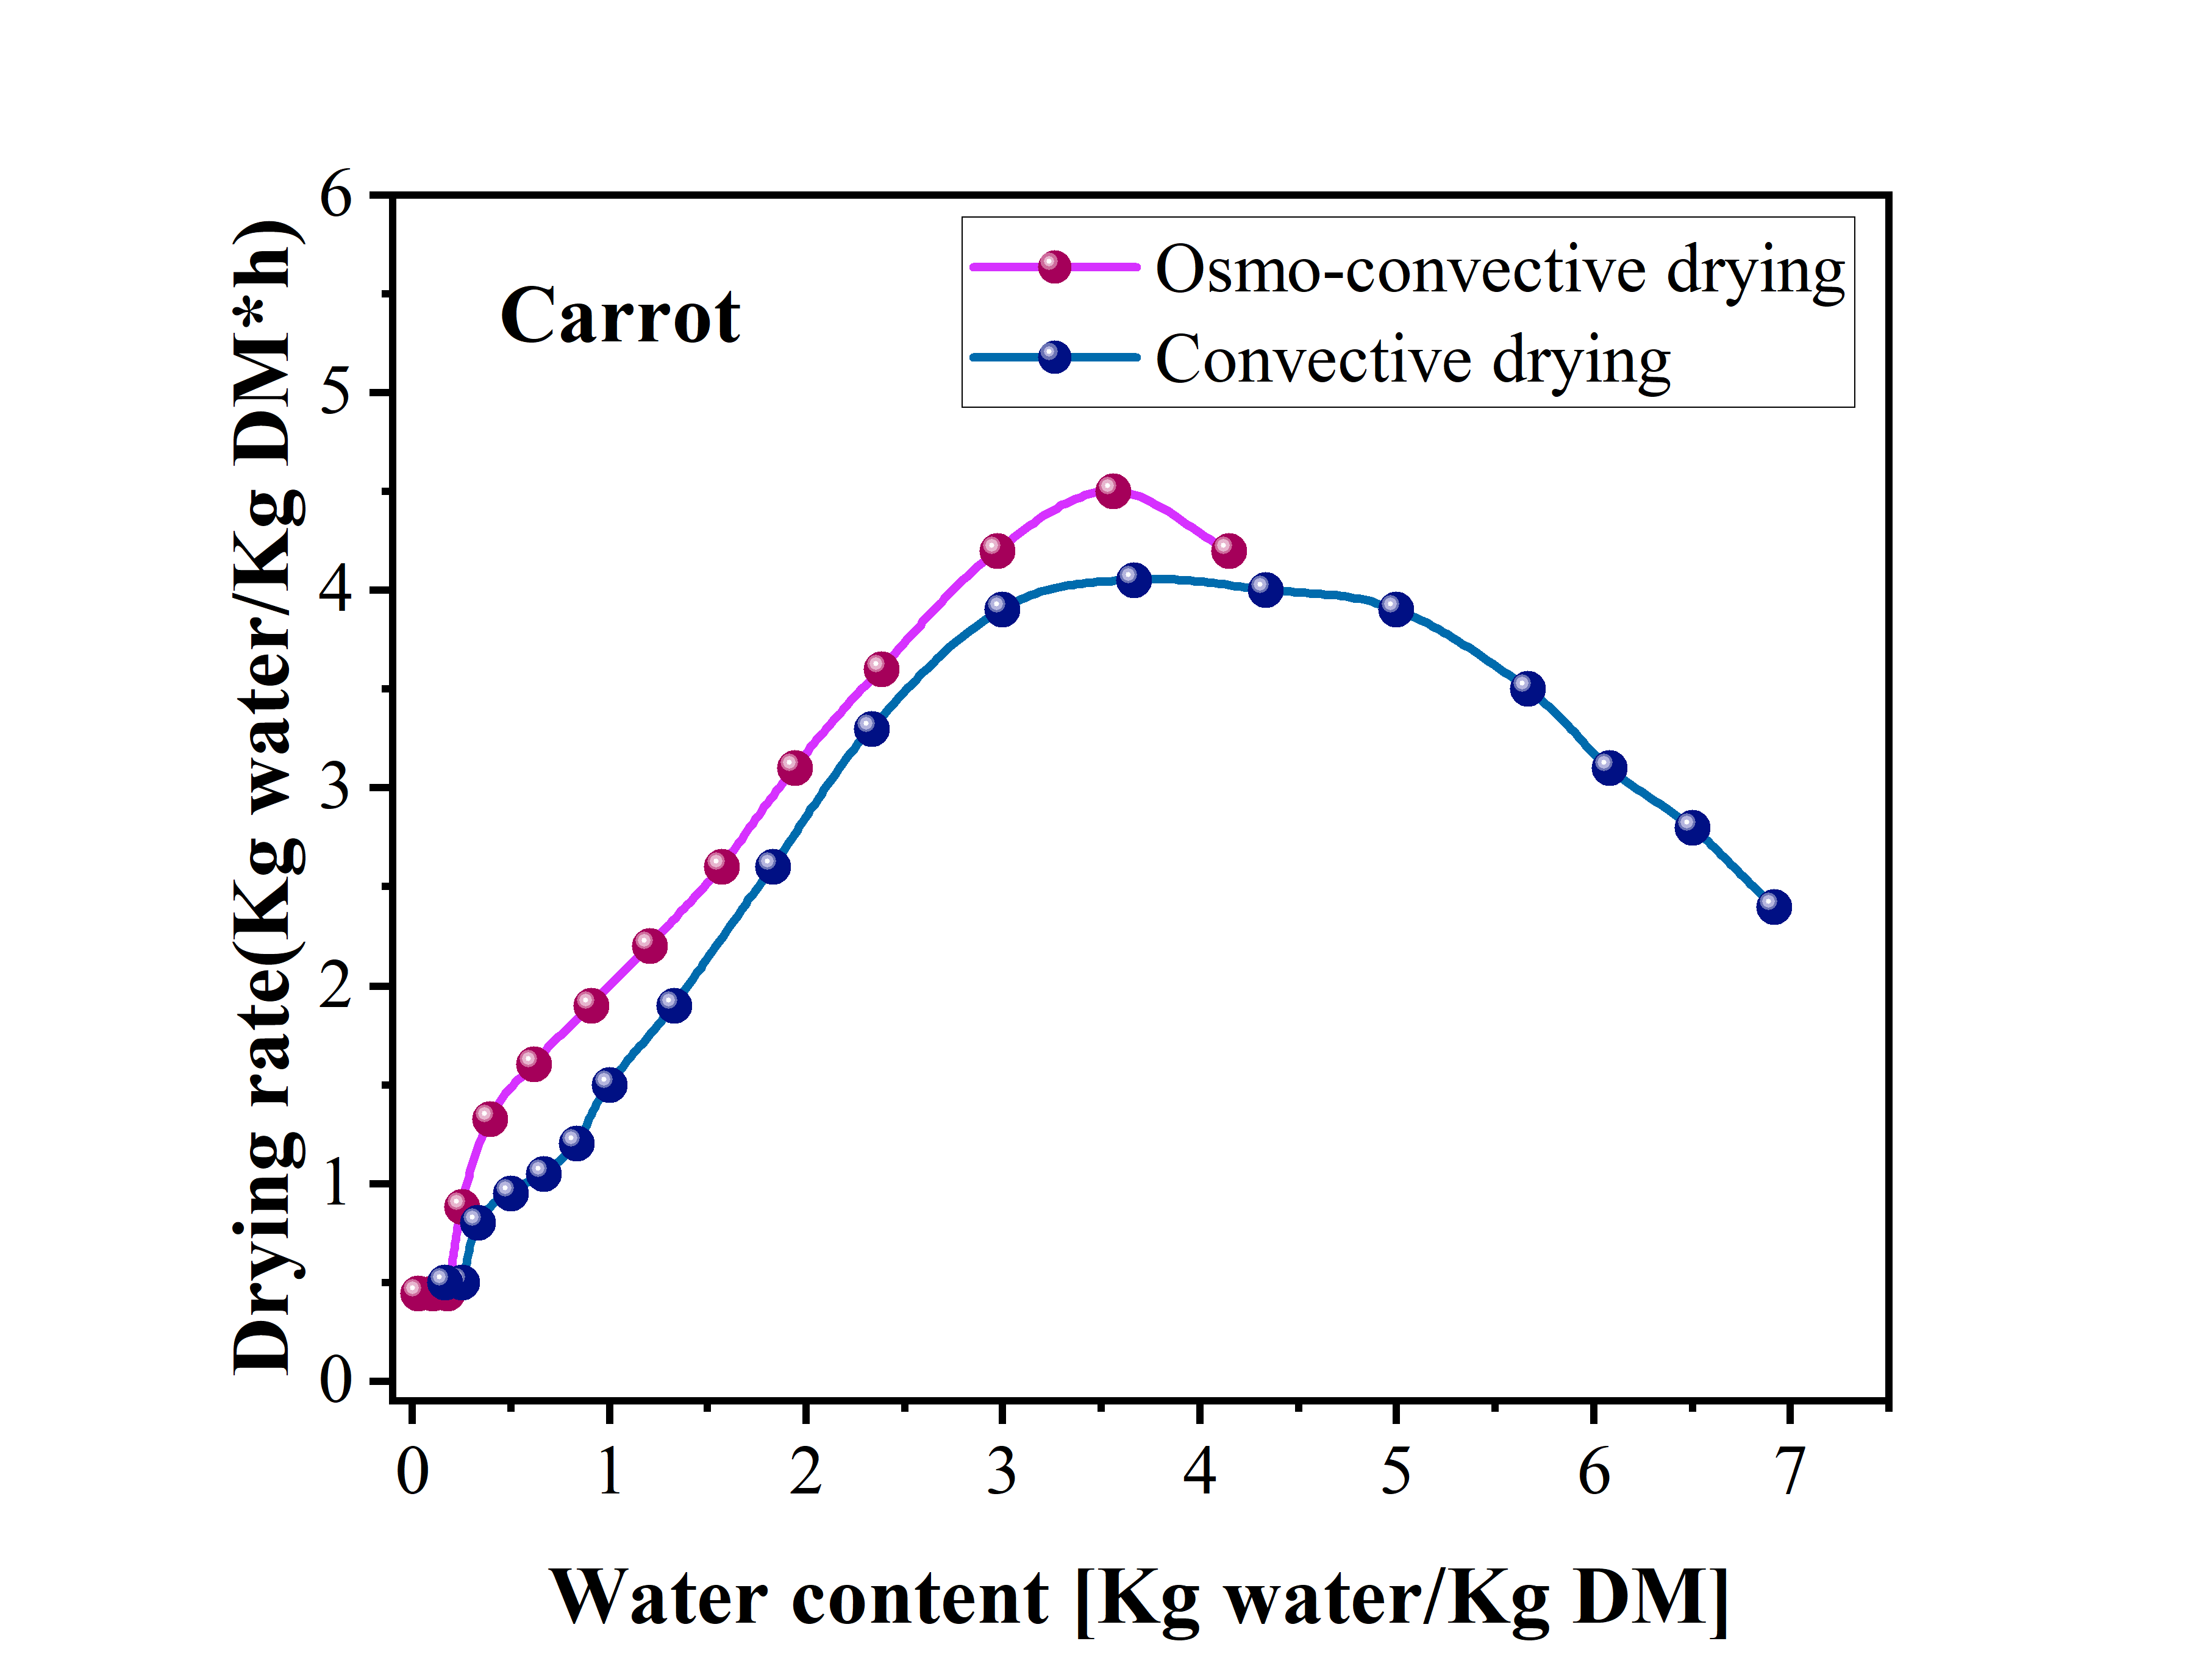 Carrot
Osmo-convective drying
Convective drying
Drying rate(Kg water/Kg DM*h)
6
5
4
3
2
1
0
0 1 2 3 4 5 6 7
Water content [Kg water/Kg DM]